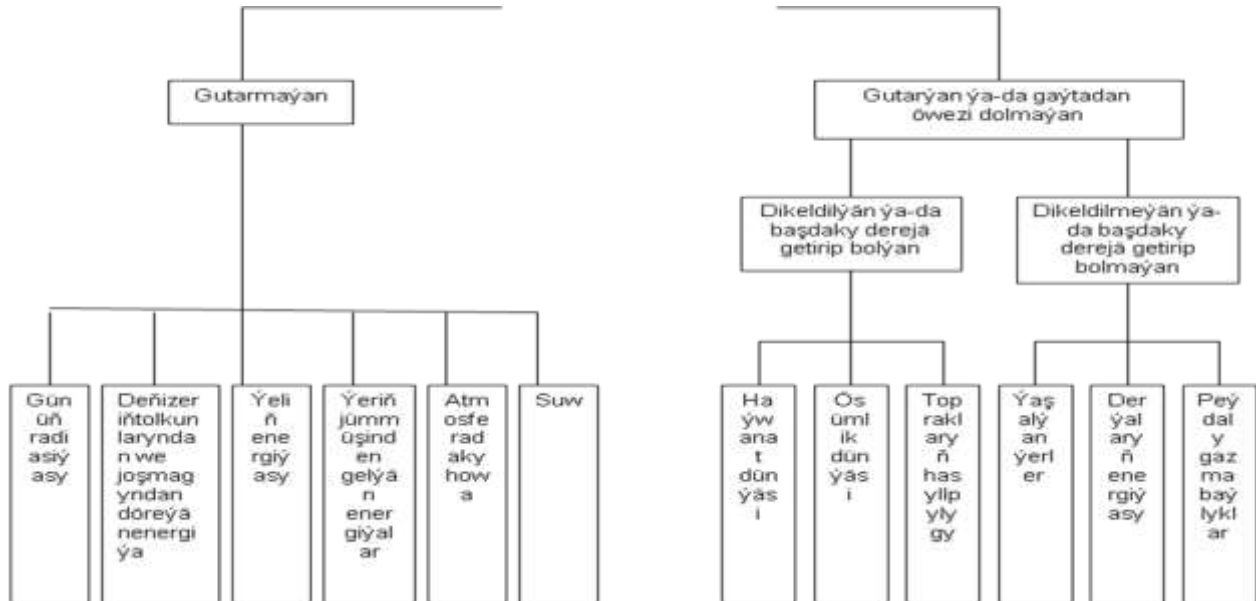 Gutarmaýan
Gutarýan ýa-da gaýtadan
öwezi dolmaýan
Dikeldilýän ýa-da
başdaky derejä
getirip bolýan
Dikeldilmeýän ýa-
da başdaky
derejä getirip
bolmaýan
Gün
üñ
radi
asiý
asy
Deñizer
iñtolkun
larynda
n we
joşmag
yndan
döreýä
nenergi
ýa
Ýeli
ñ
ene
rgiý
asy
Ýeriñ
jümm
üşind
en
gelýä
n
ener
giýal
ar
Atm
osfe
rad
aky
how
a
Suw
Ha
ýw
ana
t
dün
ýäs
i
Ös
üml
ik
dün
ýäs
i
Top
rakl
ary
ñ
has
yllp
yly
gy
Ýaş
alý
an
ýerl
er
Der
ýal
ary
ñ
ene
rgiý
asy
Peý
dal
y
gaz
ma
baý
lykl
ar